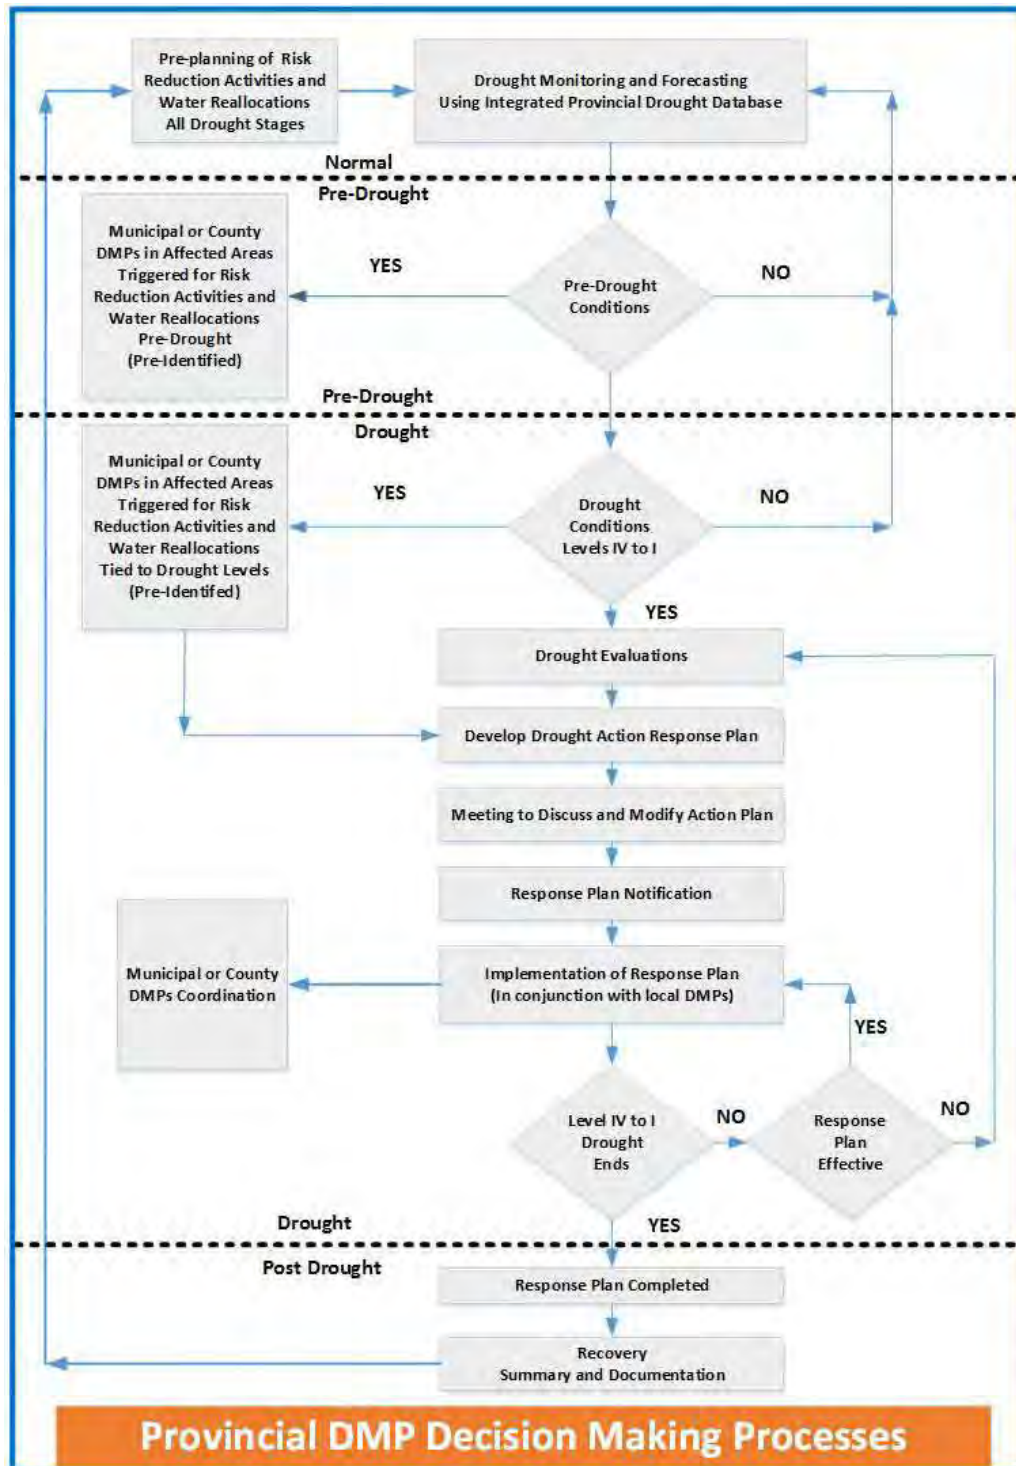 Pre-planning of Risk
Reduction Activities and
Water Reallocations
All Drought Stages
Drought Monitoring and Forecasting
Using Integrated Provincial Drought Database
Normal
Pre-Drought
Municipal or County
DMPs in Affected Areas
Triggered for Risk
Reduction Activities and
Water Reallocations
Pre-Drought
(Pre-Identified)
YES
Pre-Drought
Conditions
NO
Pre-Drought
Drought
Municipal or County
DMPs in Affected Areas
Triggered for Risk
Reduction Activities and
Water Reallocations
Tied to Drought Levels
(Pre-Identifed)
YES
Drought
Conditions
Levels IV to I
NO
YES
Drought Evaluations
Develop Drought Action Response Plan
Meeting to Discuss and Modify Action Plan
Response Plan Notification
Municipal or County
DMPs Coordination
Implementation of Response Plan
(In conjunction with local DMPs)
YES
Level IV to I
Drought
Ends
NO
Response
Plan
Effective
NO
Drought
YES
Post Drought
Response Plan Completed
Recovery
Summary and Documentation
Provincial DMP Decision Making Processes